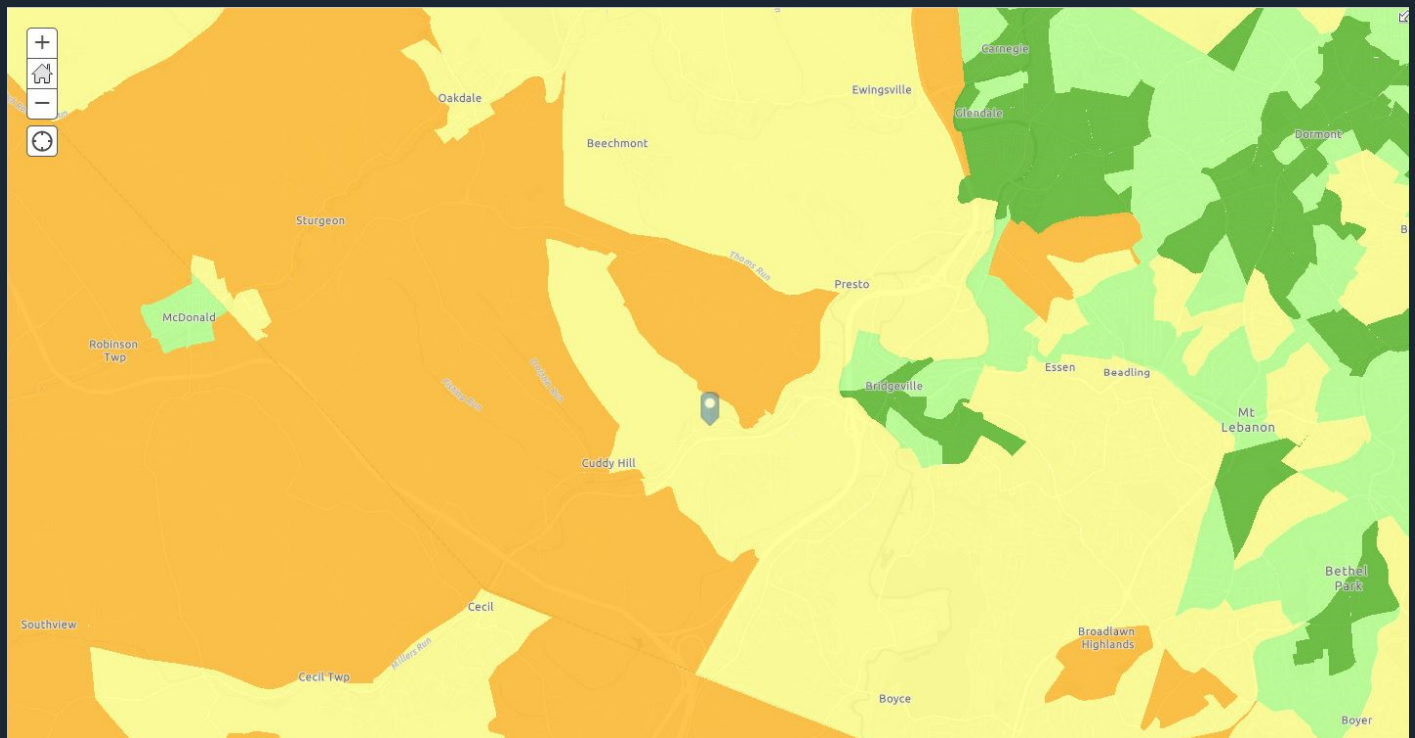 Carnegie
Oakdale
Ewingsville
Glendale
Beechmont
Dormont
Sturgeon
Thoms Run
Presto
McDonald
Robinson
Twp
Essen
Beadling
Bridgeville
Mt
Lebanon
Cuddy Hill
Bethel
Park
Cecil
Southview
Broadlawn
Highlands
Millers Run
Cecil Twp
Boyce
Boyer